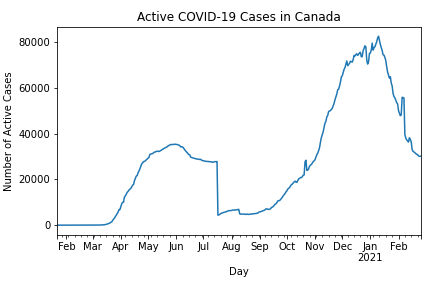 Active COVID-19 Cases in Canada
Number of Active Cases
80000
60000
40000
20000
0
Feb Mar Apr May Jun Jul Aug Sep Oct Nov Dec Jan Feb
2021
Day